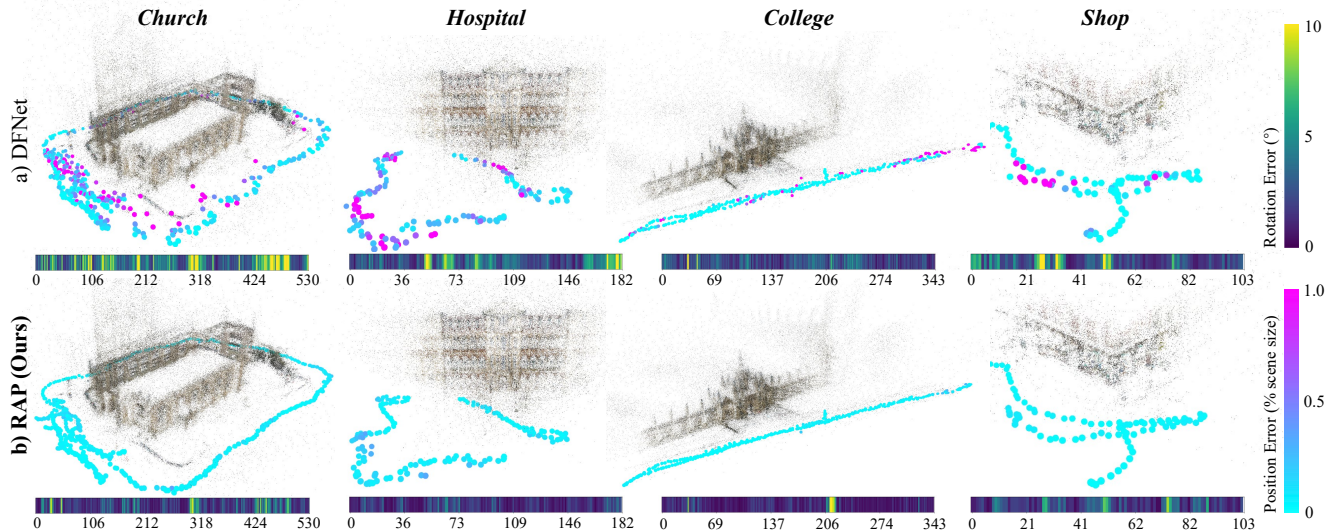 Church Hospital College Shop
a) DFNet
10
5
0
Rotation Error (°)
0 106 212 318 424 530
0 36 73 109 146 182
0 69 137 206 274 343
0 21 41 62 82 103
b) RAP (Ours)
1.0
0.5
0.0
Position Error (% scene size)
0 106 212 318 424 530
0 36 73 109 146 182
0 69 137 206 274 343
0 21 41 62 82 103